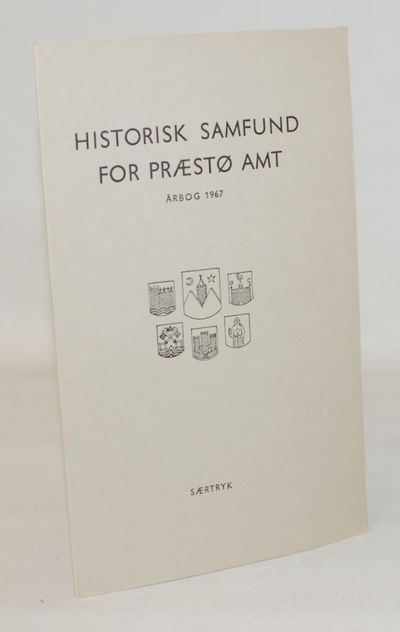 HISTORISK SAMFUND
FOR PRÆSTØ AMT
ÅRBOG 1967
SÆRTRYK